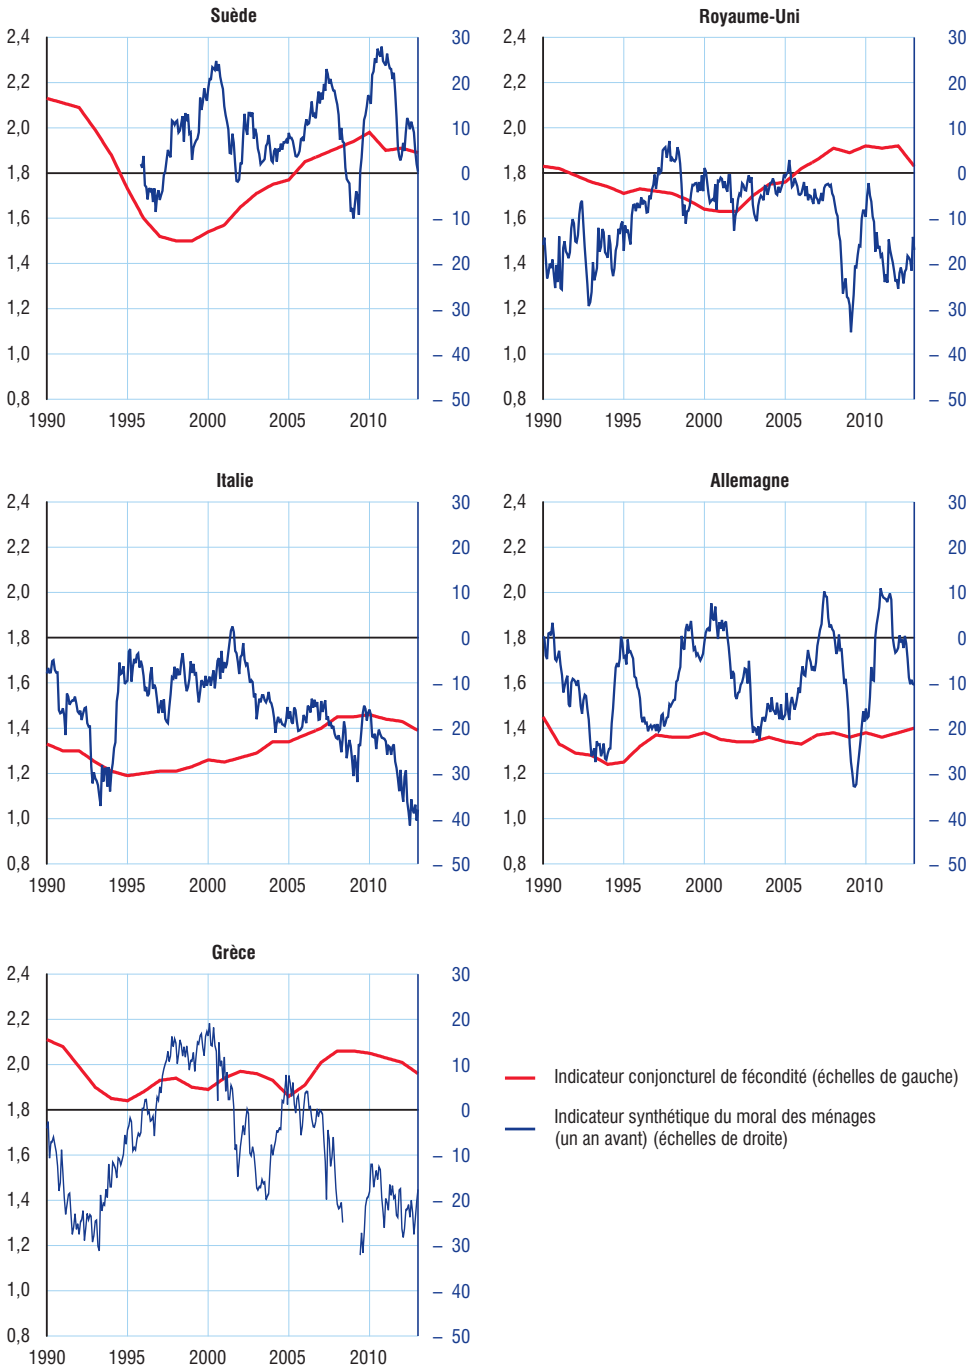 Suède
2,4 30
2,2 20
2,0 10
1,8 0
1,6 – 10
1,4 – 20
1,2 – 30
1,0 – 40
0,8 – 50
1990 1995 2000 2005 2010
Royaume-Uni
2,4 30
2,2 20
2,0 10
1,8 0
1,6 – 10
1,4 – 20
1,2 – 30
1,0 – 40
0,8 – 50
1990 1995 2000 2005 2010
Italie
2,4 30
2,2 20
2,0 10
1,8 0
1,6 – 10
1,4 – 20
1,2 – 30
1,0 – 40
0,8 – 50
1990 1995 2000 2005 2010
Allemagne
2,4 30
2,2 20
2,0 10
1,8 0
1,6 – 10
1,4 – 20
1,2 – 30
1,0 – 40
0,8 – 50
1990 1995 2000 2005 2010
Grèce
2,4 30
2,2 20
2,0 10
1,8 0
1,6 – 10
1,4 – 20
1,2 – 30
1,0 – 40
0,8 – 50
1990 1995 2000 2005 2010
Indicateur conjoncturel de fécondité (échelles de gauche)
Indicateur synthétique du moral des ménages
(un an avant) (échelles de droite)